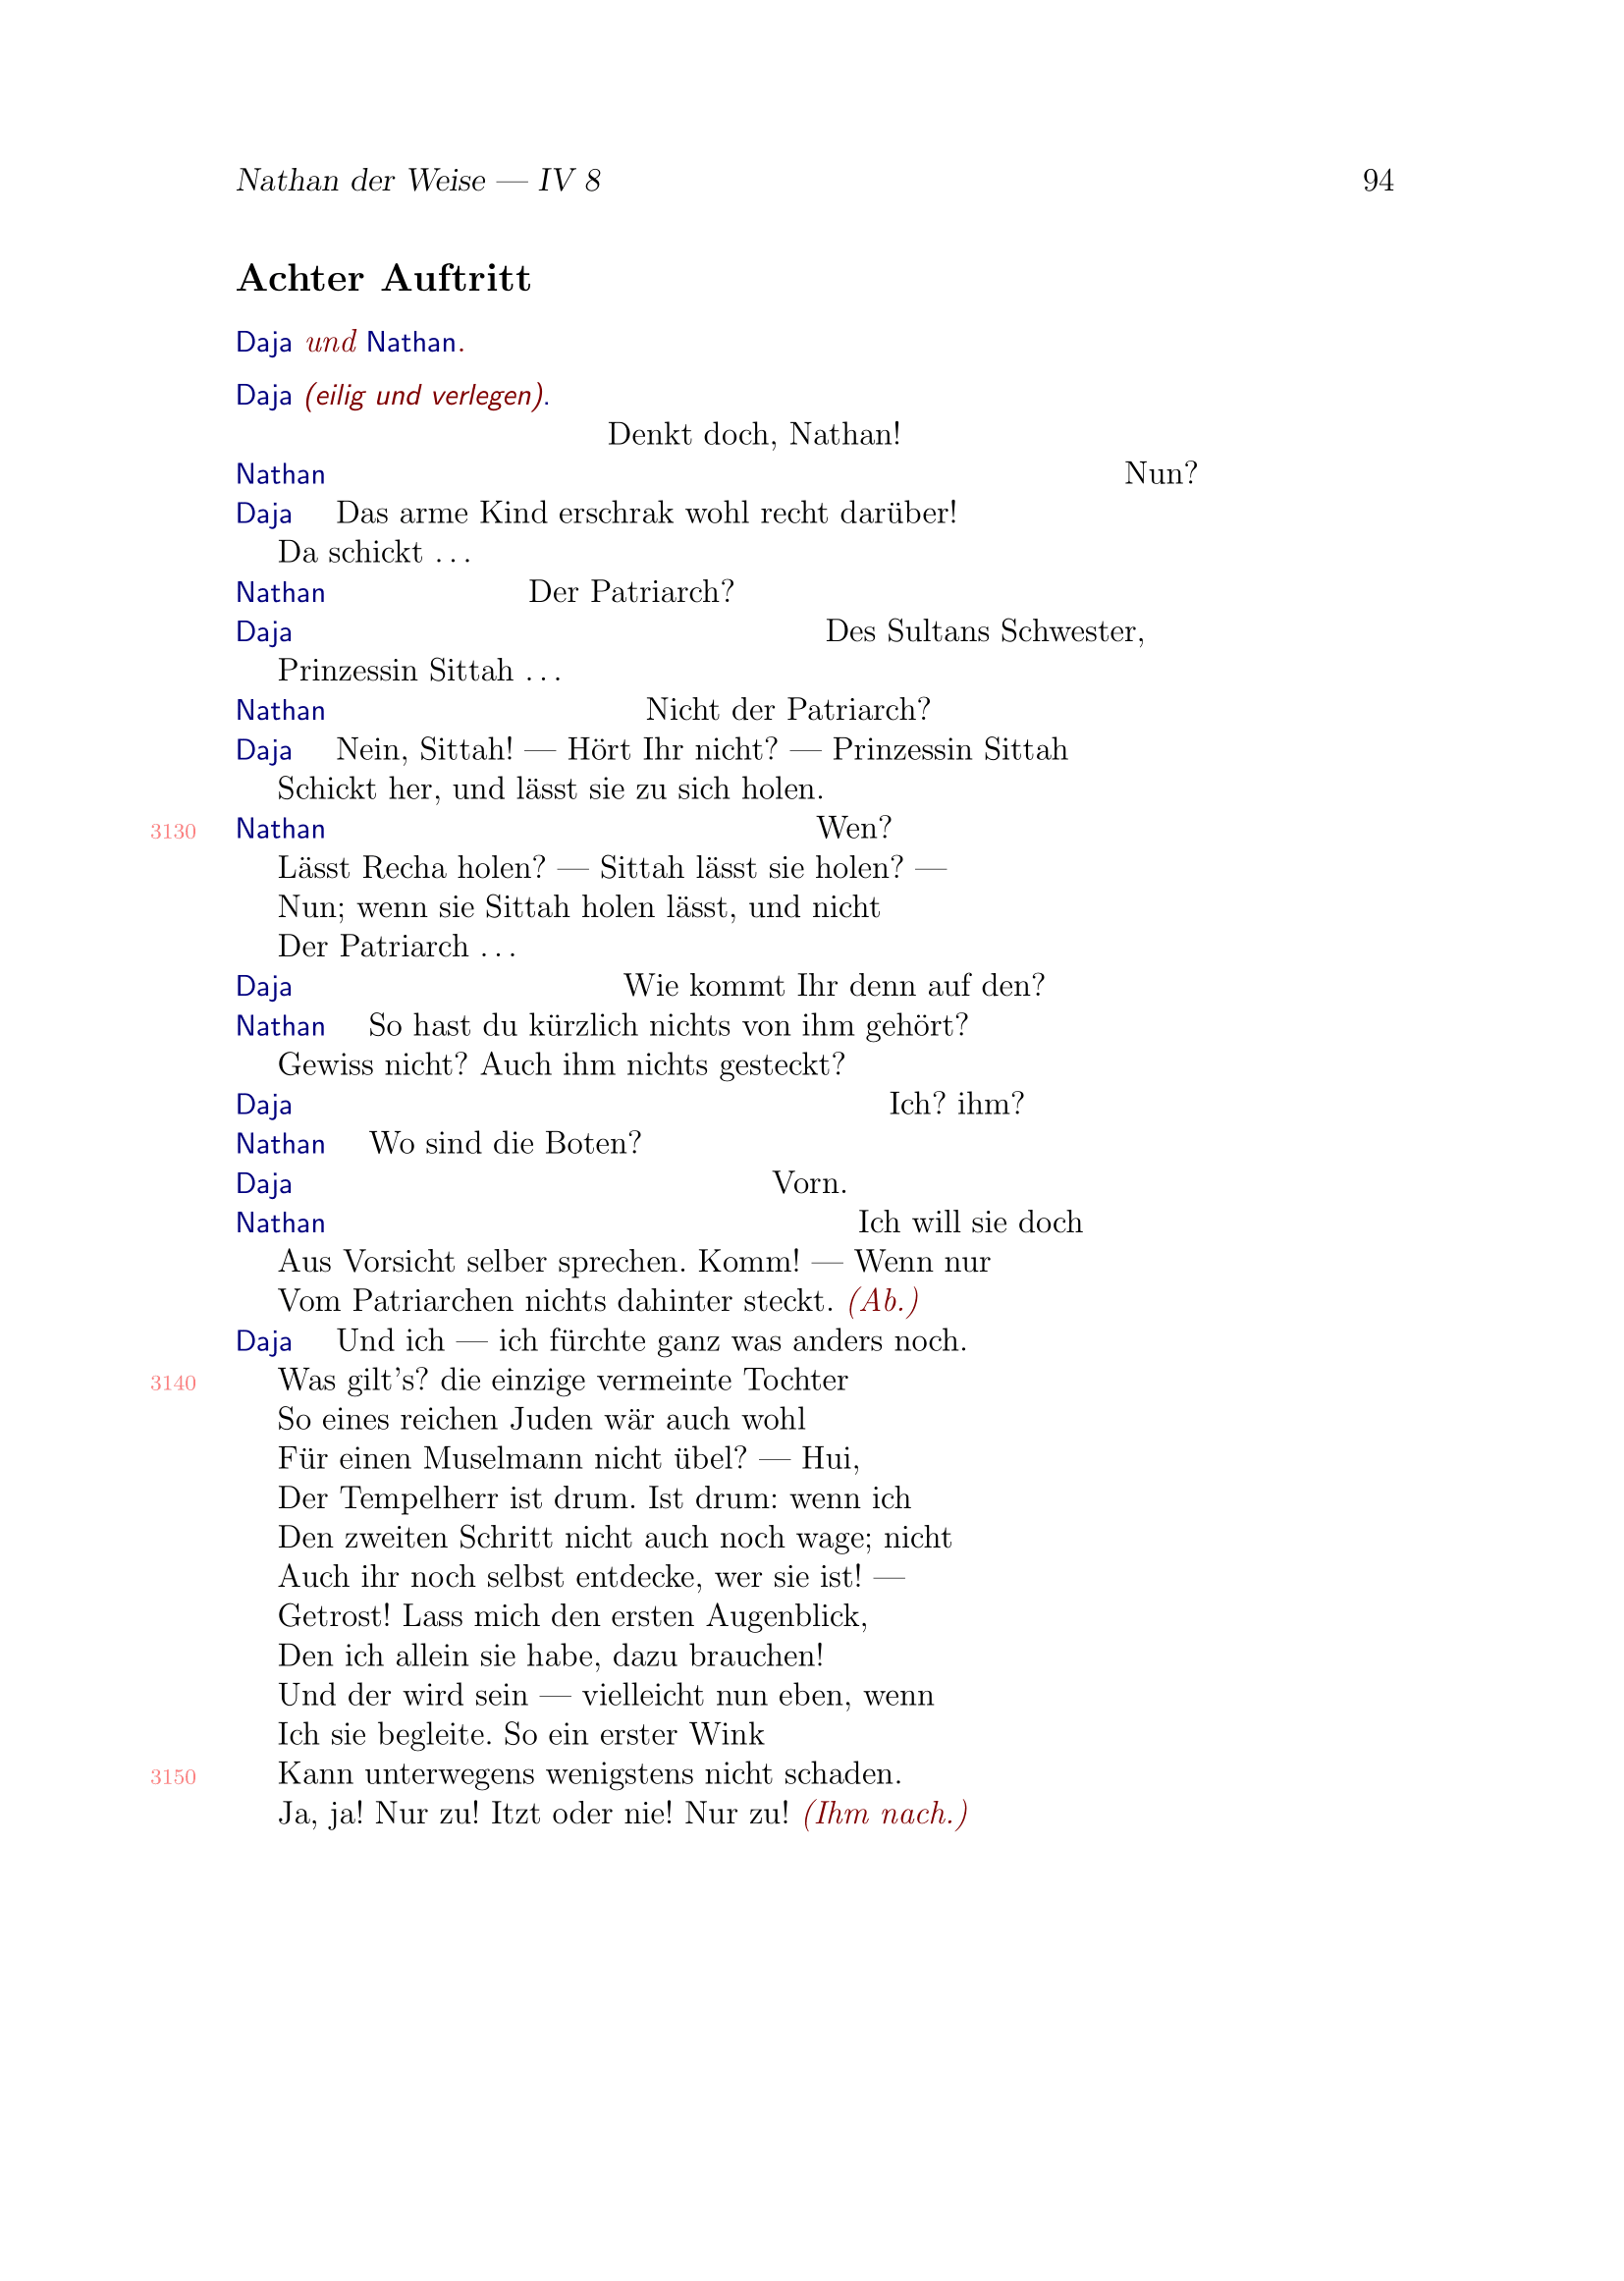 Nathan der Weise — IV 8 94
Achter Auftritt
Daja und Nathan.
Daja (eilig und verlegen).
Denkt doch, Nathan!
Nathan Nun?
Daja Das arme Kind erschrak wohl recht darüber!
Da schickt . . .
Nathan Der Patriarch?
Daja Des Sultans Schwester,
Prinzessin Sittah . . .
Nathan Nicht der Patriarch?
Daja Nein, Sittah! — Hört Ihr nicht? — Prinzessin Sittah
Schickt her, und lässt sie zu sich holen.
3130 Nathan Wen?
Lässt Recha holen? — Sittah lässt sie holen? —
Nun; wenn sie Sittah holen lässt, und nicht
Der Patriarch . . .
Daja Wie kommt Ihr denn auf den?
Nathan So hast du kürzlich nichts von ihm gehört?
Gewiss nicht? Auch ihm nichts gesteckt?
Daja Ich? ihm?
Nathan Wo sind die Boten?
Daja Vorn.
Nathan Ich will sie doch
Aus Vorsicht selber sprechen. Komm! — Wenn nur
Vom Patriarchen nichts dahinter steckt. (Ab.)
Daja Und ich — ich fürchte ganz was anders noch.
3140 Was gilt’s? die einzige vermeinte Tochter
So eines reichen Juden wär auch wohl
Für einen Muselmann nicht übel? — Hui,
Der Tempelherr ist drum. Ist drum: wenn ich
Den zweiten Schritt nicht auch noch wage; nicht
Auch ihr noch selbst entdecke, wer sie ist! —
Getrost! Lass mich den ersten Augenblick,
Den ich allein sie habe, dazu brauchen!
Und der wird sein — vielleicht nun eben, wenn
Ich sie begleite. So ein erster Wink
3150 Kann unterwegens wenigstens nicht schaden.
Ja, ja! Nur zu! Itzt oder nie! Nur zu! (Ihm nach.)